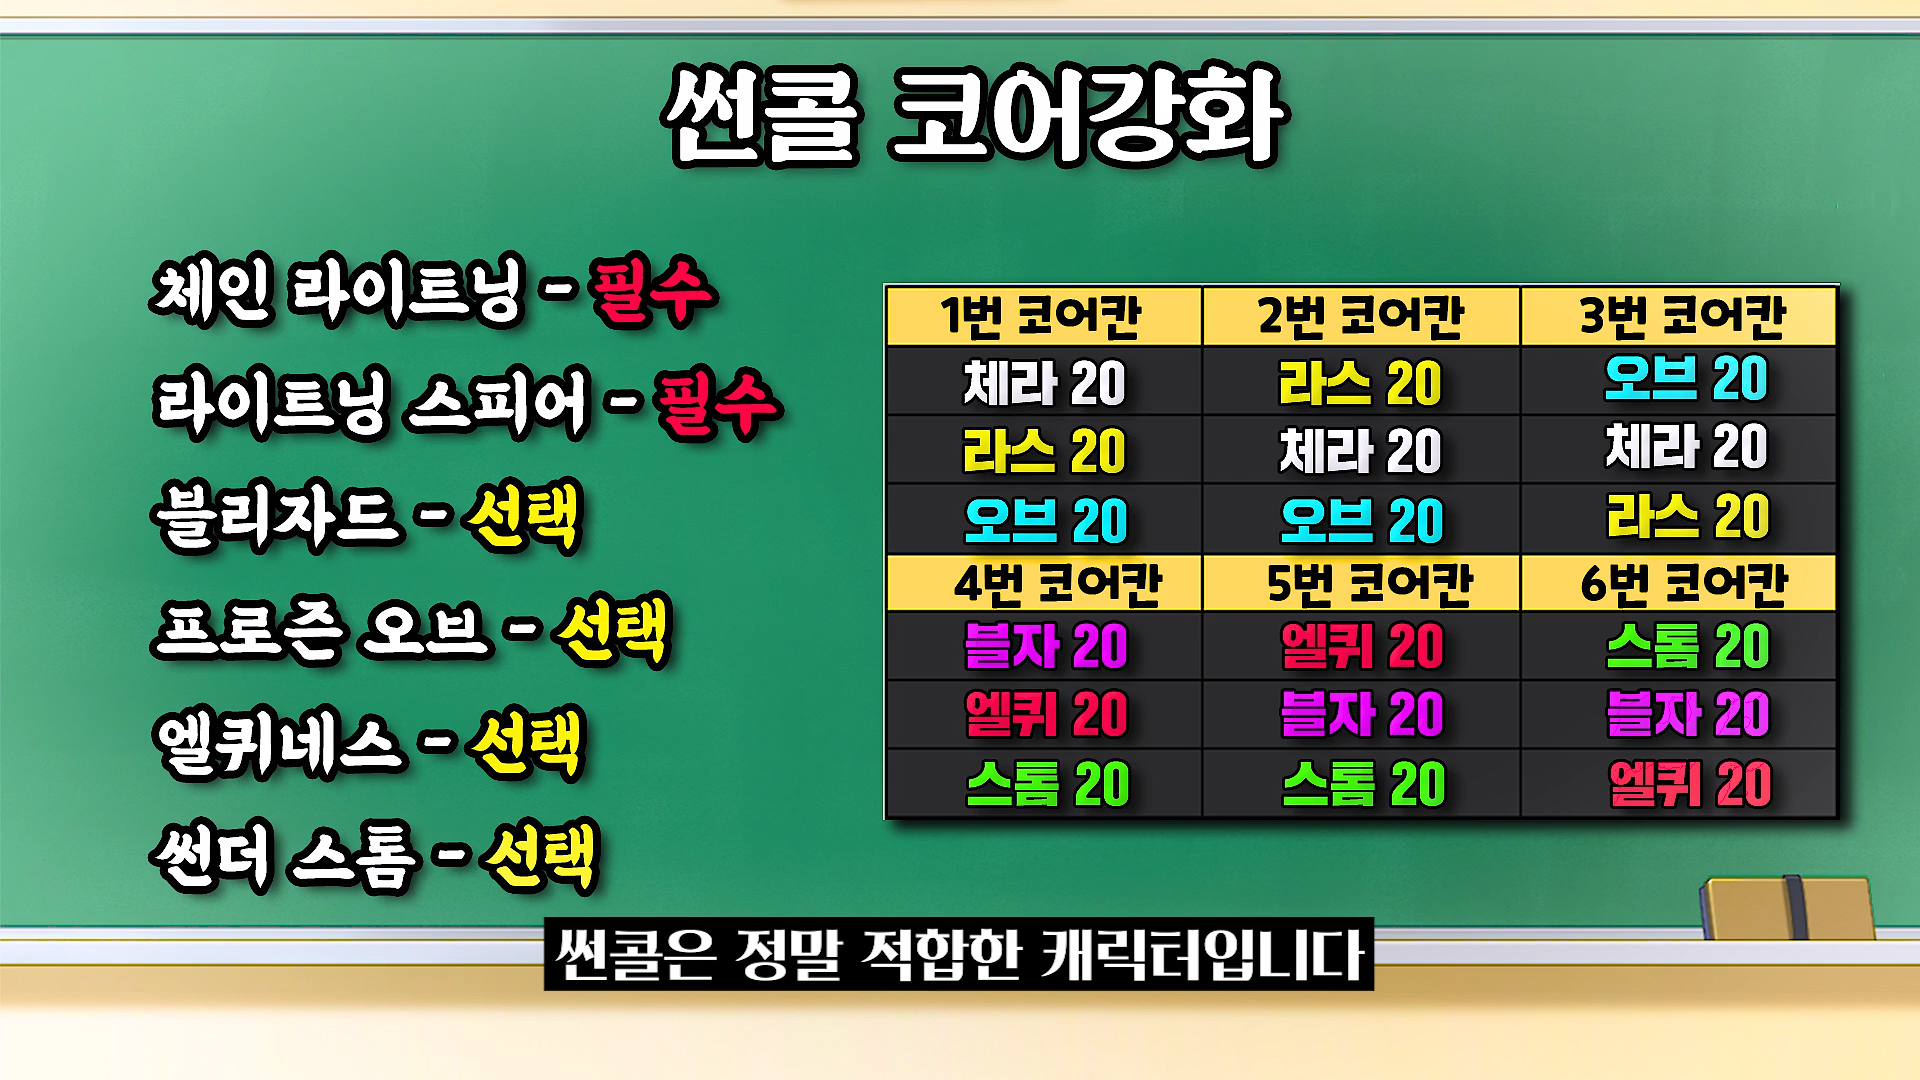 썬콜 코어강화
체인 라이트닝 - 필수
라이트닝 스피어 - 필수
블리자드 - 선택
프로즌 오브 - 선택
엘퀴네스 - 선택
썬더 스톰 - 선택
1번 코어칸 2번 코어칸 3번 코어칸
체라 20 라스 20 오브 20
라스 20 체라 20 체라 20
오브 20 오브 20 라스 20
4번 코어칸 5번 코어칸 6번 코어칸
블자 20 엘퀴 20 스톰 20
엘퀴 20 블자 20 블자 20
스톰 20 스톰 20 엘퀴 20
썬콜은 정말 적합한 캐릭터입니다